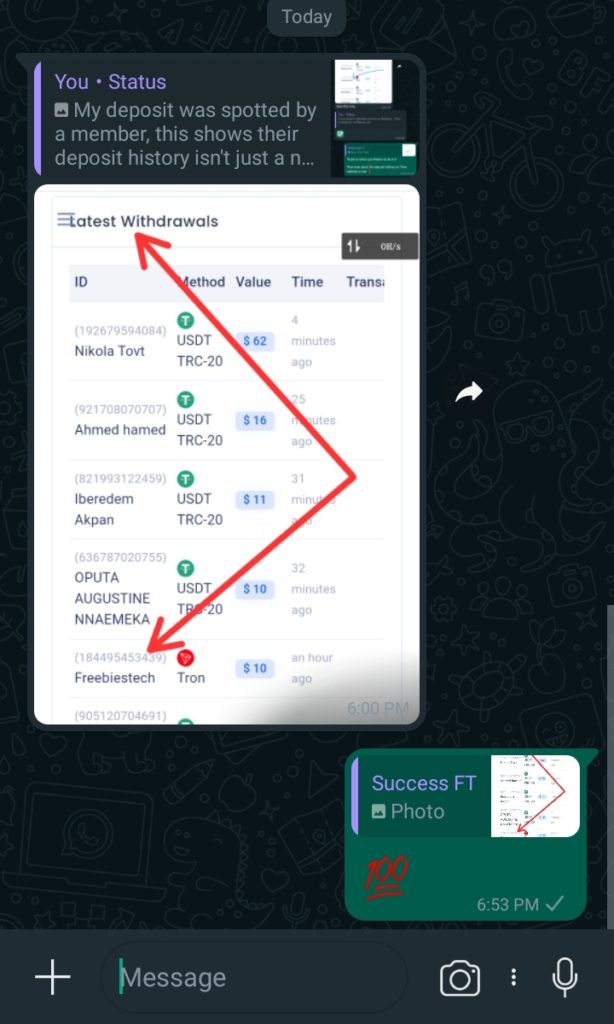 Today
You • Status
My deposit was spotted by
a member, this shows their
deposit history isn't just a n...
Latest Withdrawals
0K/s
ID Method Value Time Transa
(192679594084)
Nikola Tovt
USDT
TRC-20
$ 62
4
minutes
ago
(921708070707)
Ahmed hamed
USDT
TRC-20
$ 16
25
minutes
ago
(821993122459)
Iberedem
Akpan
USDT
TRC-20
$ 11
31
minutes
ago
(636787020755)
OPUTA
AUGUSTINE
NNAEMEKA
USDT
TRC-20
$ 10
32
minutes
ago
(184495453439)
Freebiestech
Tron
$ 10
an hour
ago
(905120704691)
6:00 PM
Success FT
Photo
100
6:53 PM
Message